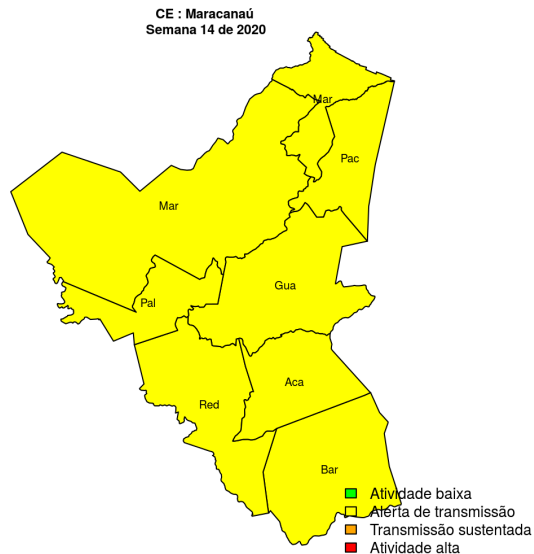 CE : Maracanaú
Semana 14 de 2020
Mar
Pac
Mar
Gua
Pal
Aca
Red
Bar
Atividade baixa
Alerta de transmissão
Transmissão sustentada
Atividade alta